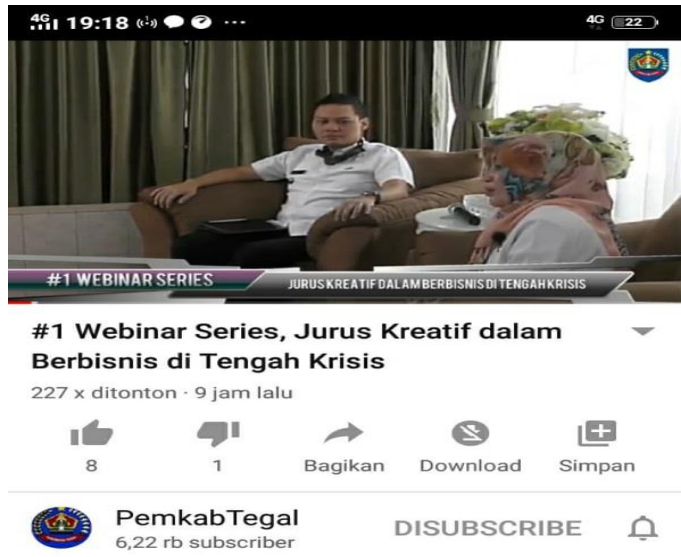 4G 19:18 ... 4G 22
#1 WEBINAR SERIES JURUS KREATIF DALAM BERBISNIS DI TENGAH KRISIS
#1 Webinar Series, Jurus Kreatif dalam
Berbisnis di Tengah Krisis
227 x ditonton · 9 jam lalu
8 1 Bagikan Download Simpan
PemkabTegal DISUBSCRIBE
6,22 rb subscriber